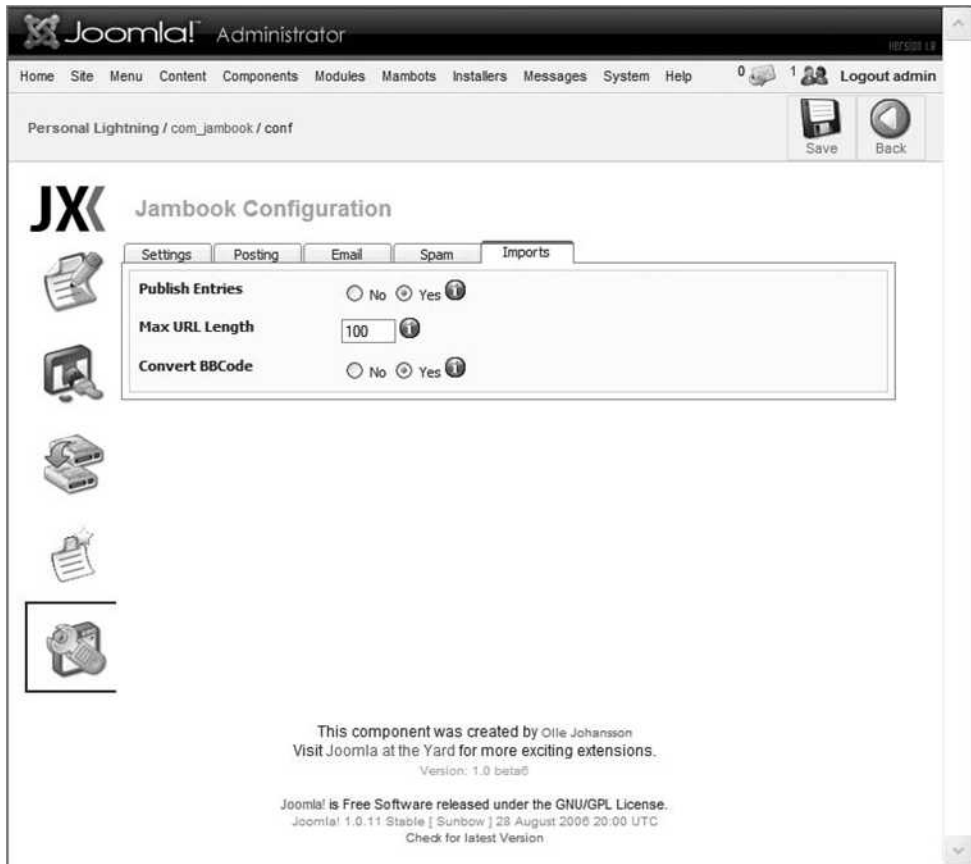 Joomla!™ Administrator
Version 1.0
Home Site Menu Content Components Modules Mambots Installers Messages System Help 0 1 Logout admin
Personal Lightning / com_jambook / conf
Save Back
JX
Jambook Configuration
Settings Posting Email Spam Imports
Publish Entries No Yes
Max URL Length 100
Convert BBCode No Yes
This component was created by Olle Johansson
Visit Joomla at the Yard for more exciting extensions.
Version: 1.0 beta6
Joomla! is Free Software released under the GNU/GPL License.
Joomla! 1.0.11 Stable [ Sunbow ] 28 August 2006 20:00 UTC
Check for latest Version